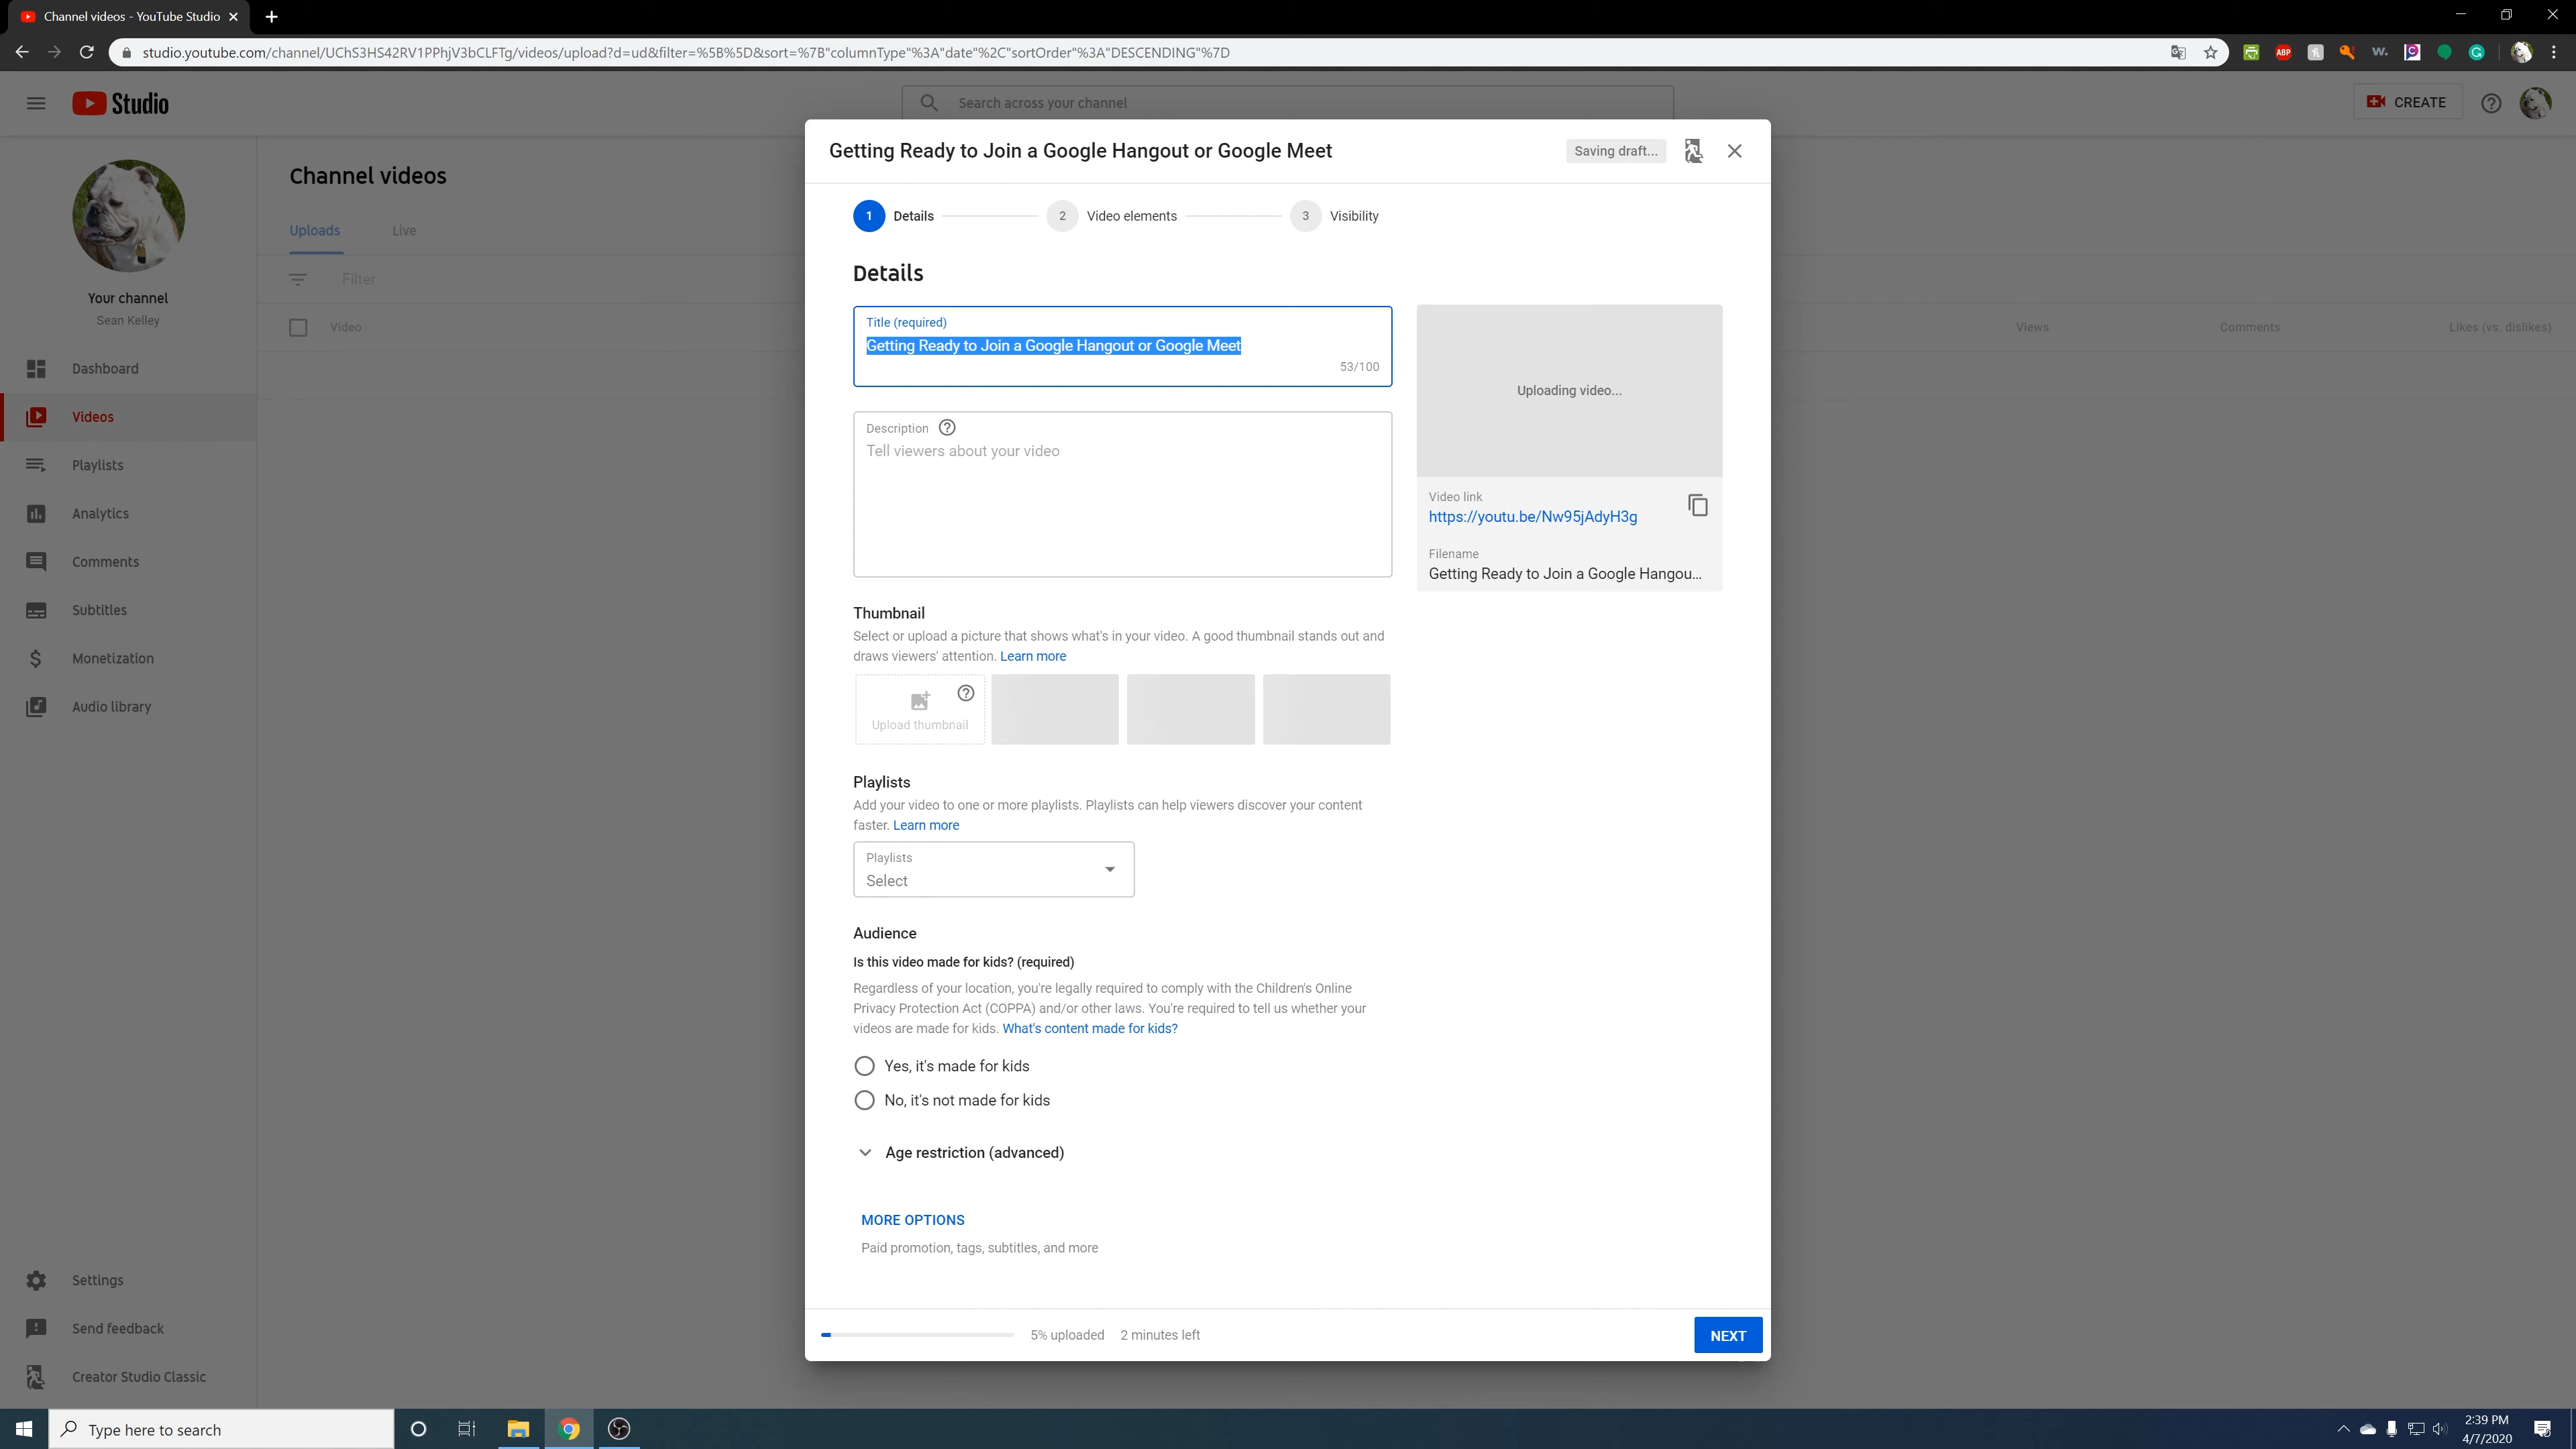 Channel videos - YouTube Studio
studio.youtube.com/channel/UChS3HS42RV1PPhjV3bCLFTg/videos/upload?d=ud&filter=%5B%5D&sort=%7B"columnType"%3A"date"%2C"sortOrder"%3A"DESCENDING"%7D
ABP
w.
Studio
Search across your channel
CREATE
Your channel
Sean Kelley
Dashboard
Videos
Playlists
Analytics
Comments
Subtitles
Monetization
Audio library
Settings
Send feedback
Creator Studio Classic
Channel videos
Uploads
Live
Filter
Video
Views
Comments
Likes (vs. dislikes)
Getting Ready to Join a Google Hangout or Google Meet
Saving draft...
1 Details
2 Video elements
3 Visibility
Details
Title (required)
Getting Ready to Join a Google Hangout or Google Meet
53/100
Description
Tell viewers about your video
Uploading video...
Video link
https://youtu.be/Nw95jAdyH3g
Filename
Getting Ready to Join a Google Hangou...
Thumbnail
Select or upload a picture that shows what's in your video. A good thumbnail stands out and
draws viewers' attention. Learn more
Upload thumbnail
Playlists
Add your video to one or more playlists. Playlists can help viewers discover your content
faster. Learn more
Playlists
Select
Audience
Is this video made for kids? (required)
Regardless of your location, you're legally required to comply with the Children's Online
Privacy Protection Act (COPPA) and/or other laws. You're required to tell us whether your
videos are made for kids. What's content made for kids?
Yes, it's made for kids
No, it's not made for kids
Age restriction (advanced)
MORE OPTIONS
Paid promotion, tags, subtitles, and more
5% uploaded 2 minutes left
NEXT
Type here to search
2:39 PM
4/7/2020